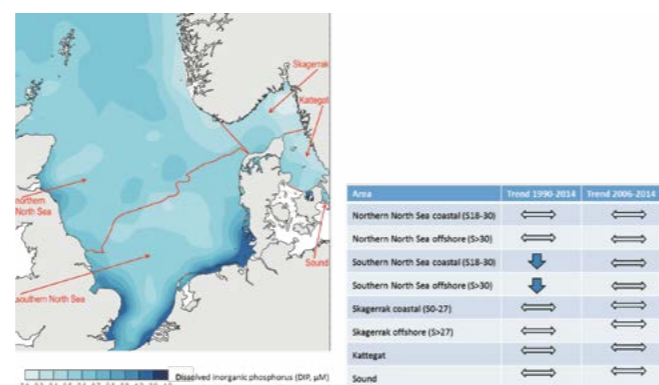 Skagerrak
Kattegat
northern
North Sea
Sound
southern North Sea
Dissolved inorganic phosphorus (DIP, µM)
Area Trend 1990-2014 Trend 2006-2014
Northern North Sea coastal (S18-30)
Northern North Sea offshore (S>30)
Southern North Sea coastal (S18-30)
Southern North Sea offshore (S>30)
Skagerrak coastal (S0-27)
Skagerrak offshore (S>27)
Kattegat
Sound